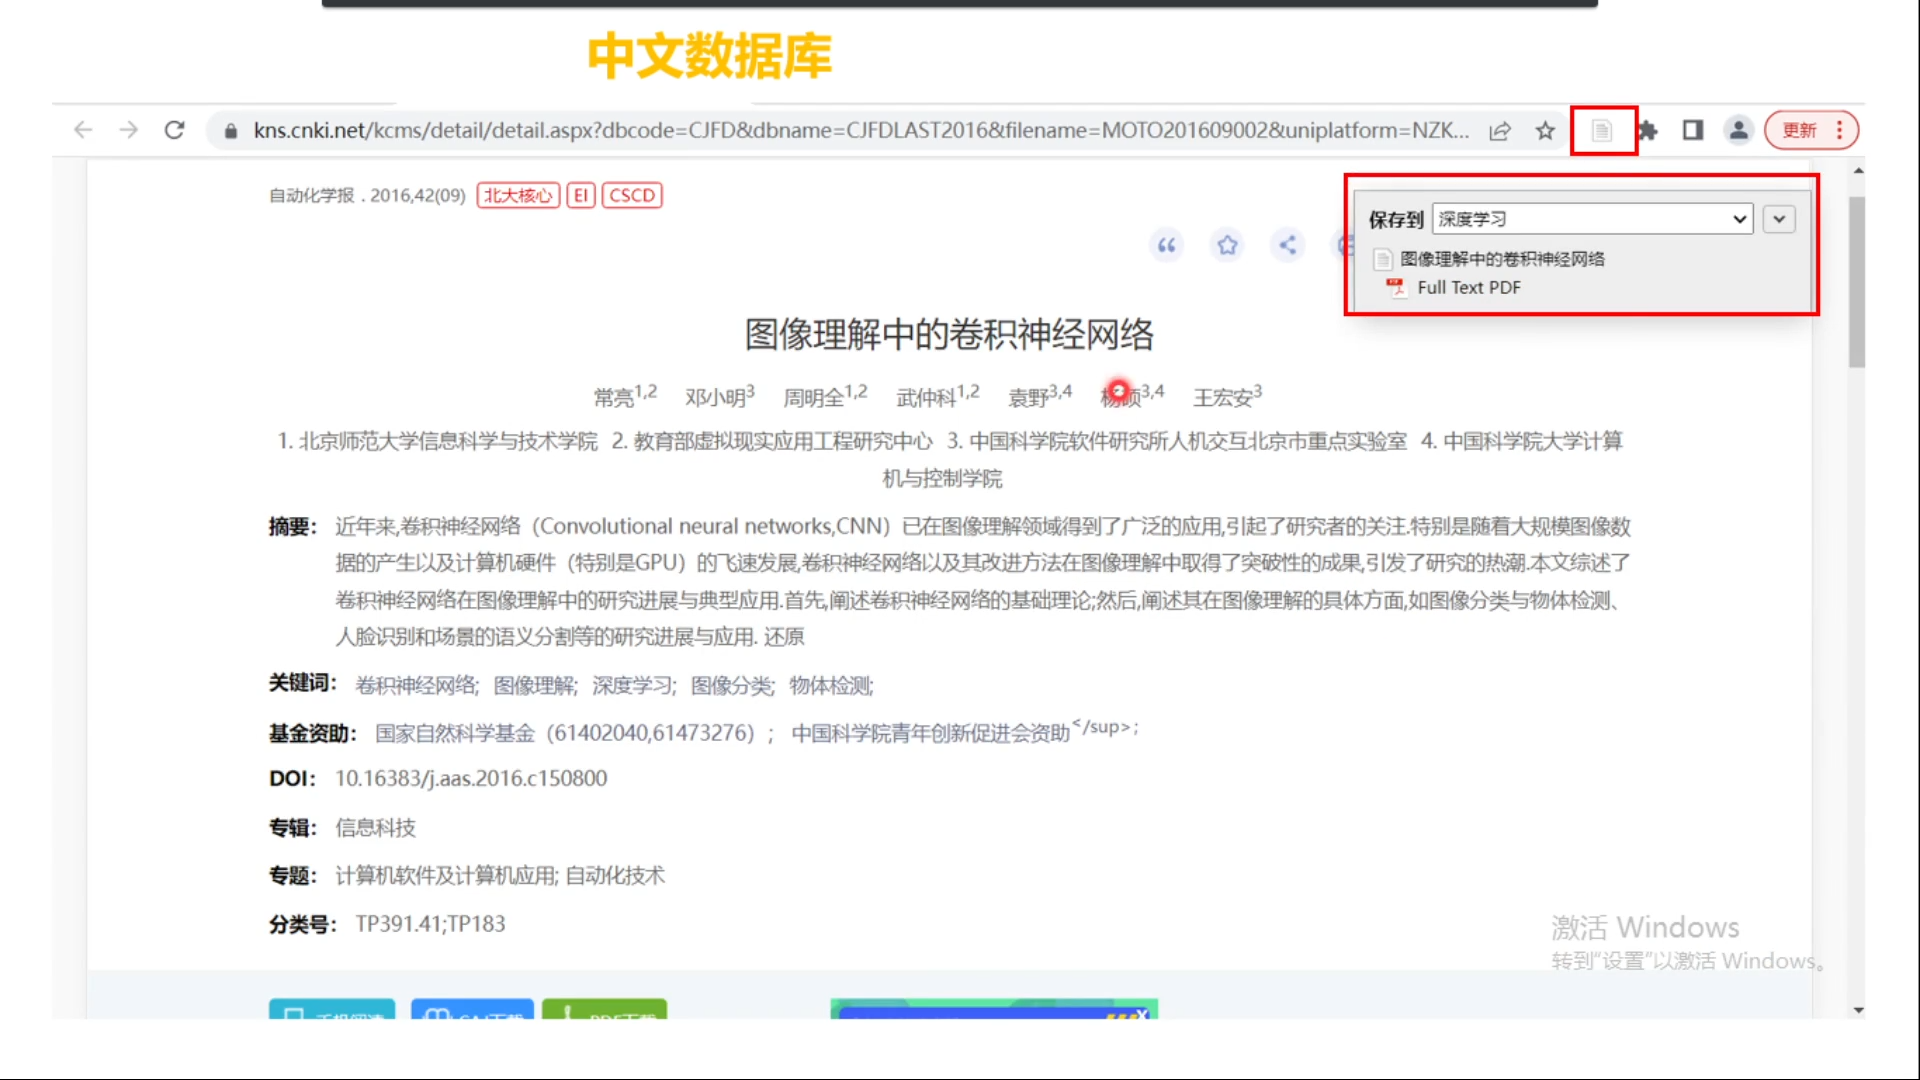 中文数据库
kns.cnki.net/kcms/detail/detail.aspx?dbcode=CJFD&dbname=CJFDLAST2016&filename=MOTO201609002&uniplatform=NZK...
更新
自动化学报 . 2016,42(09) 北大核心 EI CSCD
保存到 深度学习
图像理解中的卷积神经网络
Full Text PDF
图像理解中的卷积神经网络
常亮1,2 邓小明3 周明全1,2 武仲科1,2 袁野3,4 杨硕3,4 王宏安3
1. 北京师范大学信息科学与技术学院 2. 教育部虚拟现实应用工程研究中心 3. 中国科学院软件研究所人机交互北京市重点实验室 4. 中国科学院大学计算
机与控制学院
摘要: 近年来,卷积神经网络（Convolutional neural networks,CNN）已在图像理解领域得到了广泛的应用,引起了研究者的关注.特别是随着大规模图像数
据的产生以及计算机硬件（特别是GPU）的飞速发展,卷积神经网络以及其改进方法在图像理解中取得了突破性的成果,引发了研究的热潮.本文综述了
卷积神经网络在图像理解中的研究进展与典型应用.首先,阐述卷积神经网络的基础理论;然后,阐述其在图像理解的具体方面,如图像分类与物体检测、
人脸识别和场景的语义分割等的研究进展与应用. 还原
关键词: 卷积神经网络; 图像理解; 深度学习; 图像分类; 物体检测;
基金资助: 国家自然科学基金（61402040,61473276）; 中国科学院青年创新促进会资助</sup>;
DOI: 10.16383/j.aas.2016.c150800
专辑: 信息科技
专题: 计算机软件及计算机应用; 自动化技术
分类号: TP391.41;TP183
激活 Windows
转到“设置”以激活 Windows。
手机阅读 CAJ下载 PDF下载